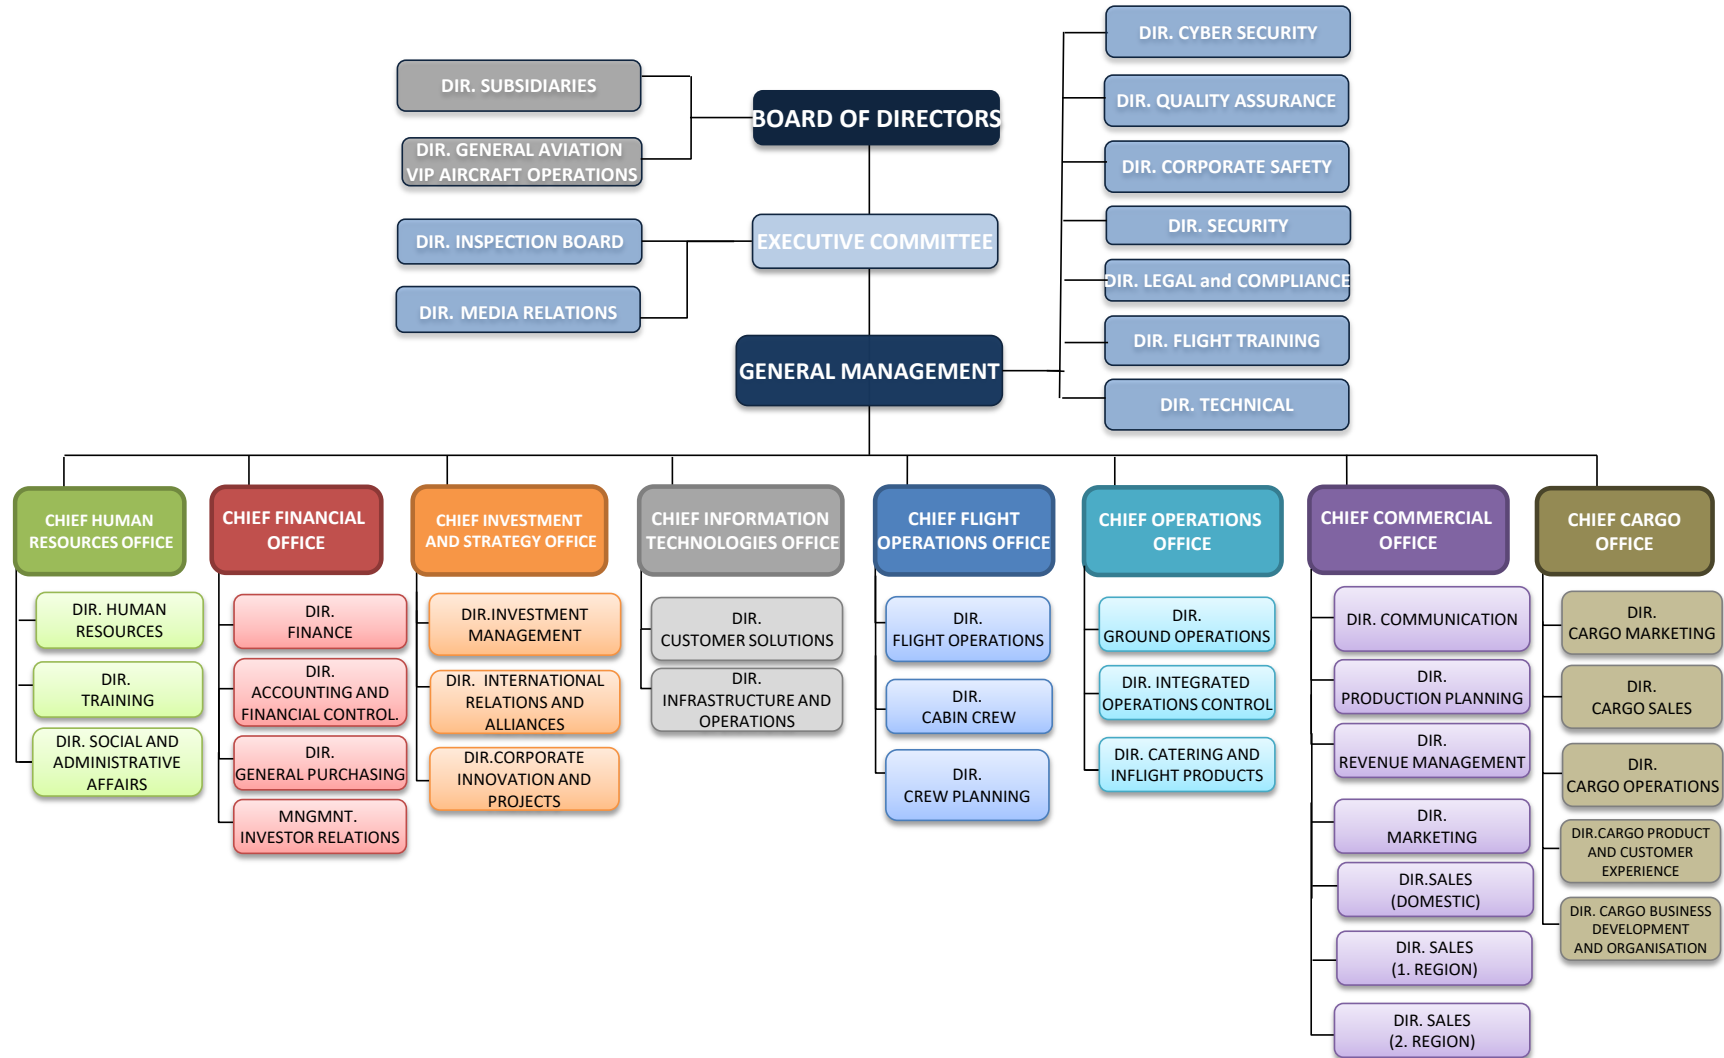 DIR. CYBER SECURITY
DIR. SUBSIDIARIES
DIR. QUALITY ASSURANCE
BOARD OF DIRECTORS
DIR. GENERAL AVIATION
VIP AIRCRAFT OPERATIONS
DIR. CORPORATE SAFETY
DIR. SECURITY
DIR. INSPECTION BOARD
EXECUTIVE COMMITTEE
DIR. LEGAL and COMPLIANCE
DIR. MEDIA RELATIONS
DIR. FLIGHT TRAINING
GENERAL MANAGEMENT
DIR. TECHNICAL
CHIEF HUMAN
RESOURCES OFFICE
DIR. HUMAN
RESOURCES
DIR.
TRAINING
DIR. SOCIAL AND
ADMINISTRATIVE
AFFAIRS
CHIEF FINANCIAL
OFFICE
DIR.
FINANCE
DIR.
ACCOUNTING AND
FINANCIAL CONTROL.
DIR.
GENERAL PURCHASING
MNGMNT.
INVESTOR RELATIONS
CHIEF INVESTMENT
AND STRATEGY OFFICE
DIR.INVESTMENT
MANAGEMENT
DIR. INTERNATIONAL
RELATIONS AND
ALLIANCES
DIR.CORPORATE
INNOVATION AND
PROJECTS
CHIEF INFORMATION
TECHNOLOGIES OFFICE
DIR.
CUSTOMER SOLUTIONS
DIR.
INFRASTRUCTURE AND
OPERATIONS
CHIEF FLIGHT
OPERATIONS OFFICE
DIR.
FLIGHT OPERATIONS
DIR.
CABIN CREW
DIR.
CREW PLANNING
CHIEF OPERATIONS
OFFICE
DIR.
GROUND OPERATIONS
DIR. INTEGRATED
OPERATIONS CONTROL
DIR. CATERING AND
INFLIGHT PRODUCTS
CHIEF COMMERCIAL
OFFICE
DIR. COMMUNICATION
DIR.
PRODUCTION PLANNING
DIR.
REVENUE MANAGEMENT
DIR.
MARKETING
DIR.SALES
(DOMESTIC)
DIR. SALES
(1. REGION)
DIR. SALES
(2. REGION)
CHIEF CARGO
OFFICE
DIR.
CARGO MARKETING
DIR.
CARGO SALES
DIR.
CARGO OPERATIONS
DIR.CARGO PRODUCT
AND CUSTOMER
EXPERIENCE
DIR. CARGO BUSINESS
DEVELOPMENT
AND ORGANISATION